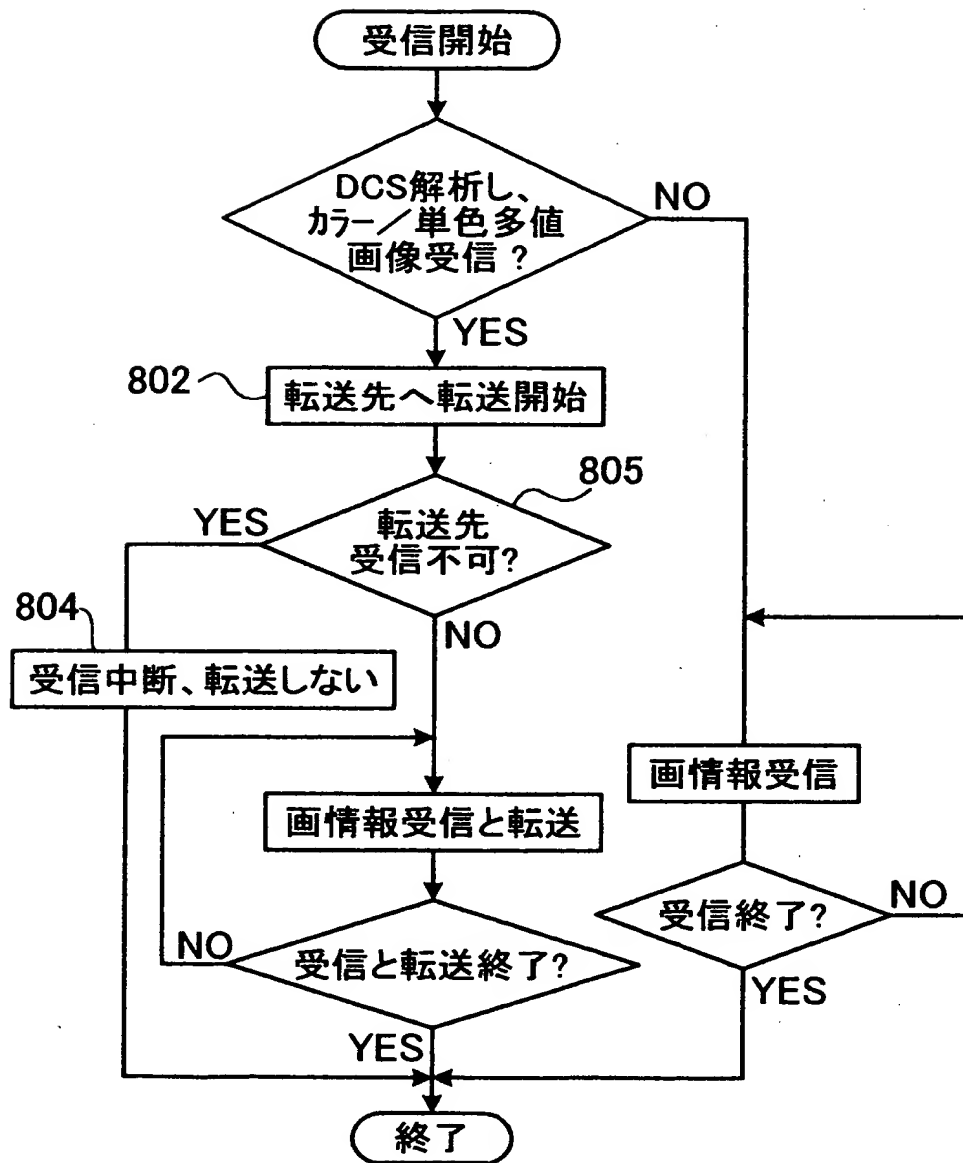 受信開始
DCS解析し、
カラー／単色多値
画像受信？
NO
YES
802
転送先へ転送開始
805
YES
転送先
受信不可?
NO
804
受信中断、転送しない
画情報受信
画情報受信と転送
受信終了?
NO
NO
受信と転送終了?
YES
YES
終了